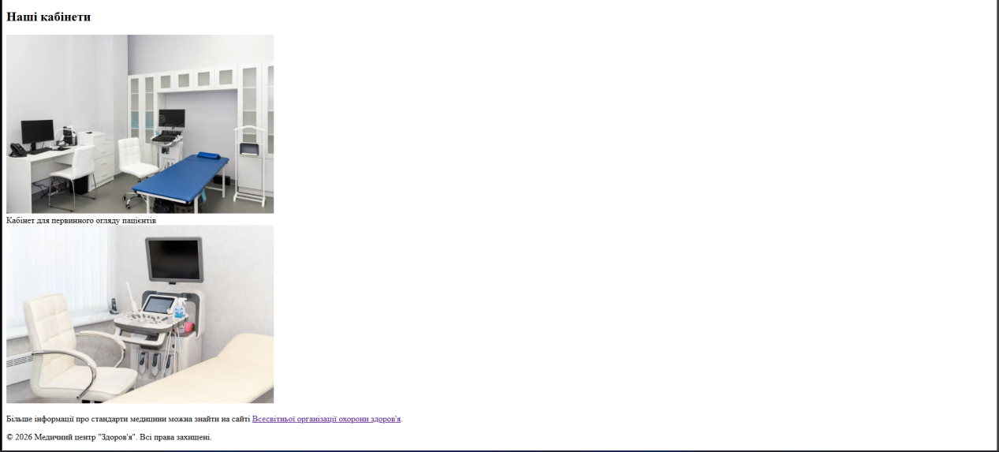 Наші кабінети
Кабінет для первинного огляду пацієнтів
Більше інформації про стандарти медицини можна знайти на сайті Всесвітньої організації охорони здоров'я.
© 2026 Медичний центр "Здоров'я". Всі права захищені.